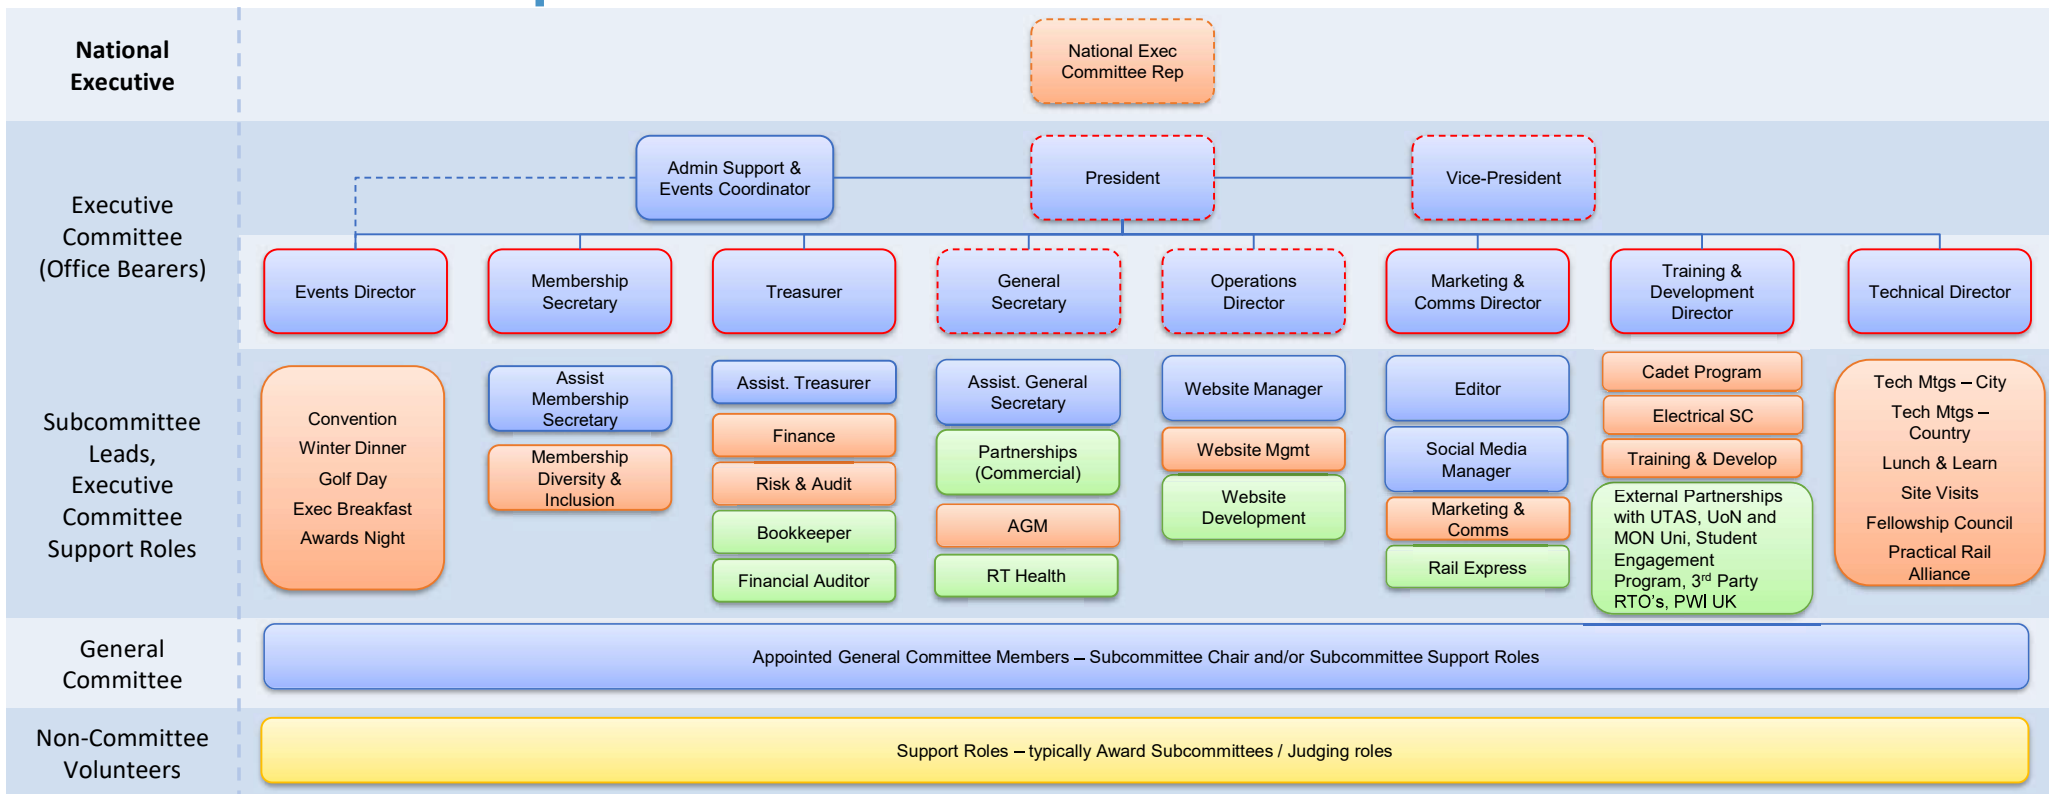 National
Executive
National Exec
Committee Rep
Executive
Committee
(Office Bearers)
Admin Support &
Events Coordinator
President
Vice-President
Events Director
Membership
Secretary
Treasurer
General
Secretary
Operations
Director
Marketing &
Comms Director
Training &
Development
Director
Technical Director
Subcommittee
Leads,
Executive
Committee
Support Roles
Convention
Winter Dinner
Golf Day
Exec Breakfast
Awards Night
Assist
Membership
Secretary
Membership
Diversity &
Inclusion
Assist. Treasurer
Finance
Risk & Audit
Bookkeeper
Financial Auditor
Assist. General
Secretary
Partnerships
(Commercial)
AGM
RT Health
Website Manager
Website Mgmt
Website
Development
Editor
Social Media
Manager
Marketing &
Comms
Rail Express
Cadet Program
Electrical SC
Training & Develop
External Partnerships
with UTAS, UoN and
MON Uni, Student
Engagement
Program, 3rd Party
RTO's, PWI UK
Tech Mtgs – City
Tech Mtgs –
Country
Lunch & Learn
Site Visits
Fellowship Council
Practical Rail
Alliance
General
Committee
Appointed General Committee Members – Subcommittee Chair and/or Subcommittee Support Roles
Non-Committee
Volunteers
Support Roles – typically Award Subcommittees / Judging roles